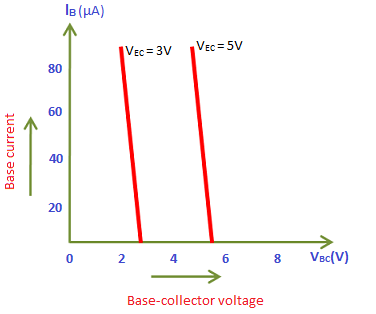 IB (μA)
VEC = 3V
VEC = 5V
80
60
40
20
Base current
0 2 4 6 8 VBC(V)
Base-collector voltage